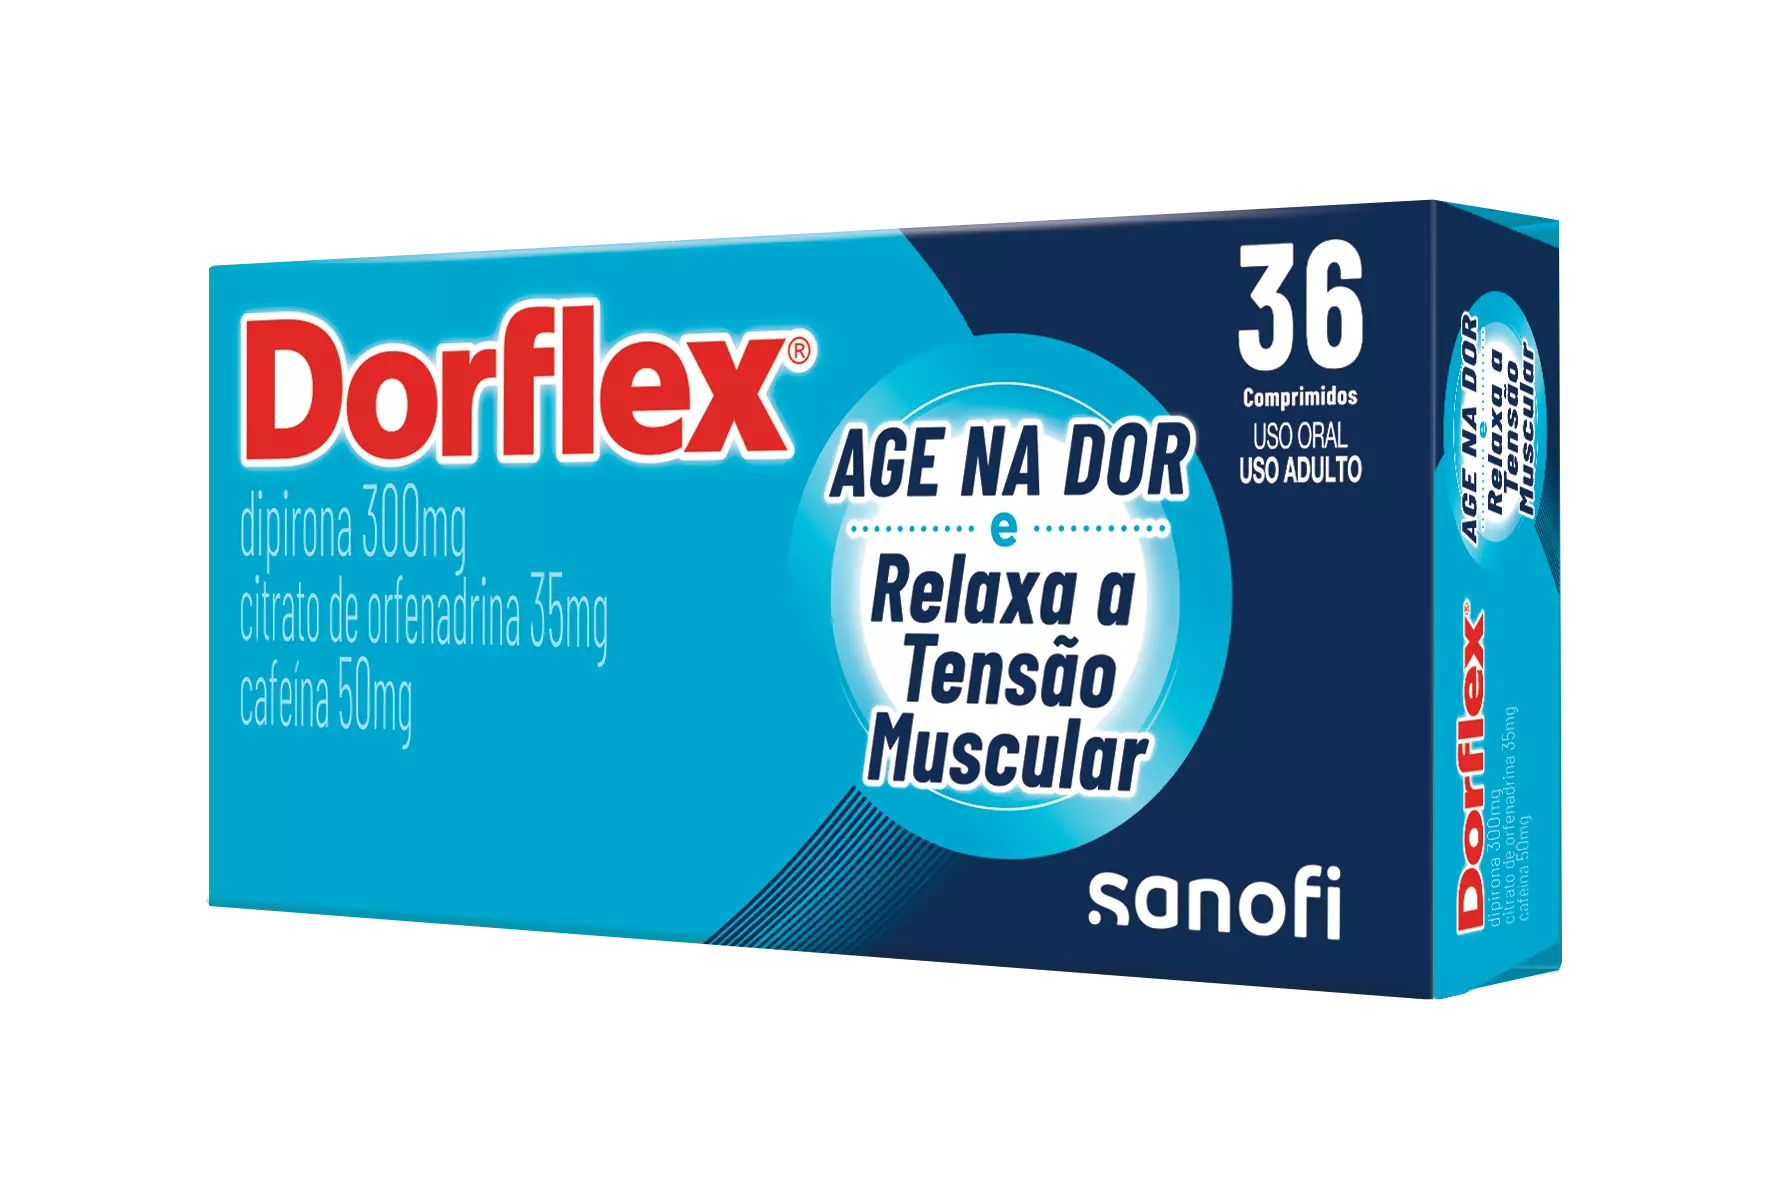 Dorflex®
dipirona 300mg
citrato de orfenadrina 35mg
cafeína 50mg
AGE NA DOR
e
Relaxa a
Tensão
Muscular
36
Comprimidos
USO ORAL
USO ADULTO
sanofi
AGE NA DOR
e
Relaxa a
Tensão
Muscular
Dorflex®
dipirona 300mg
citrato de orfenadrina 35mg
cafeína 50mg